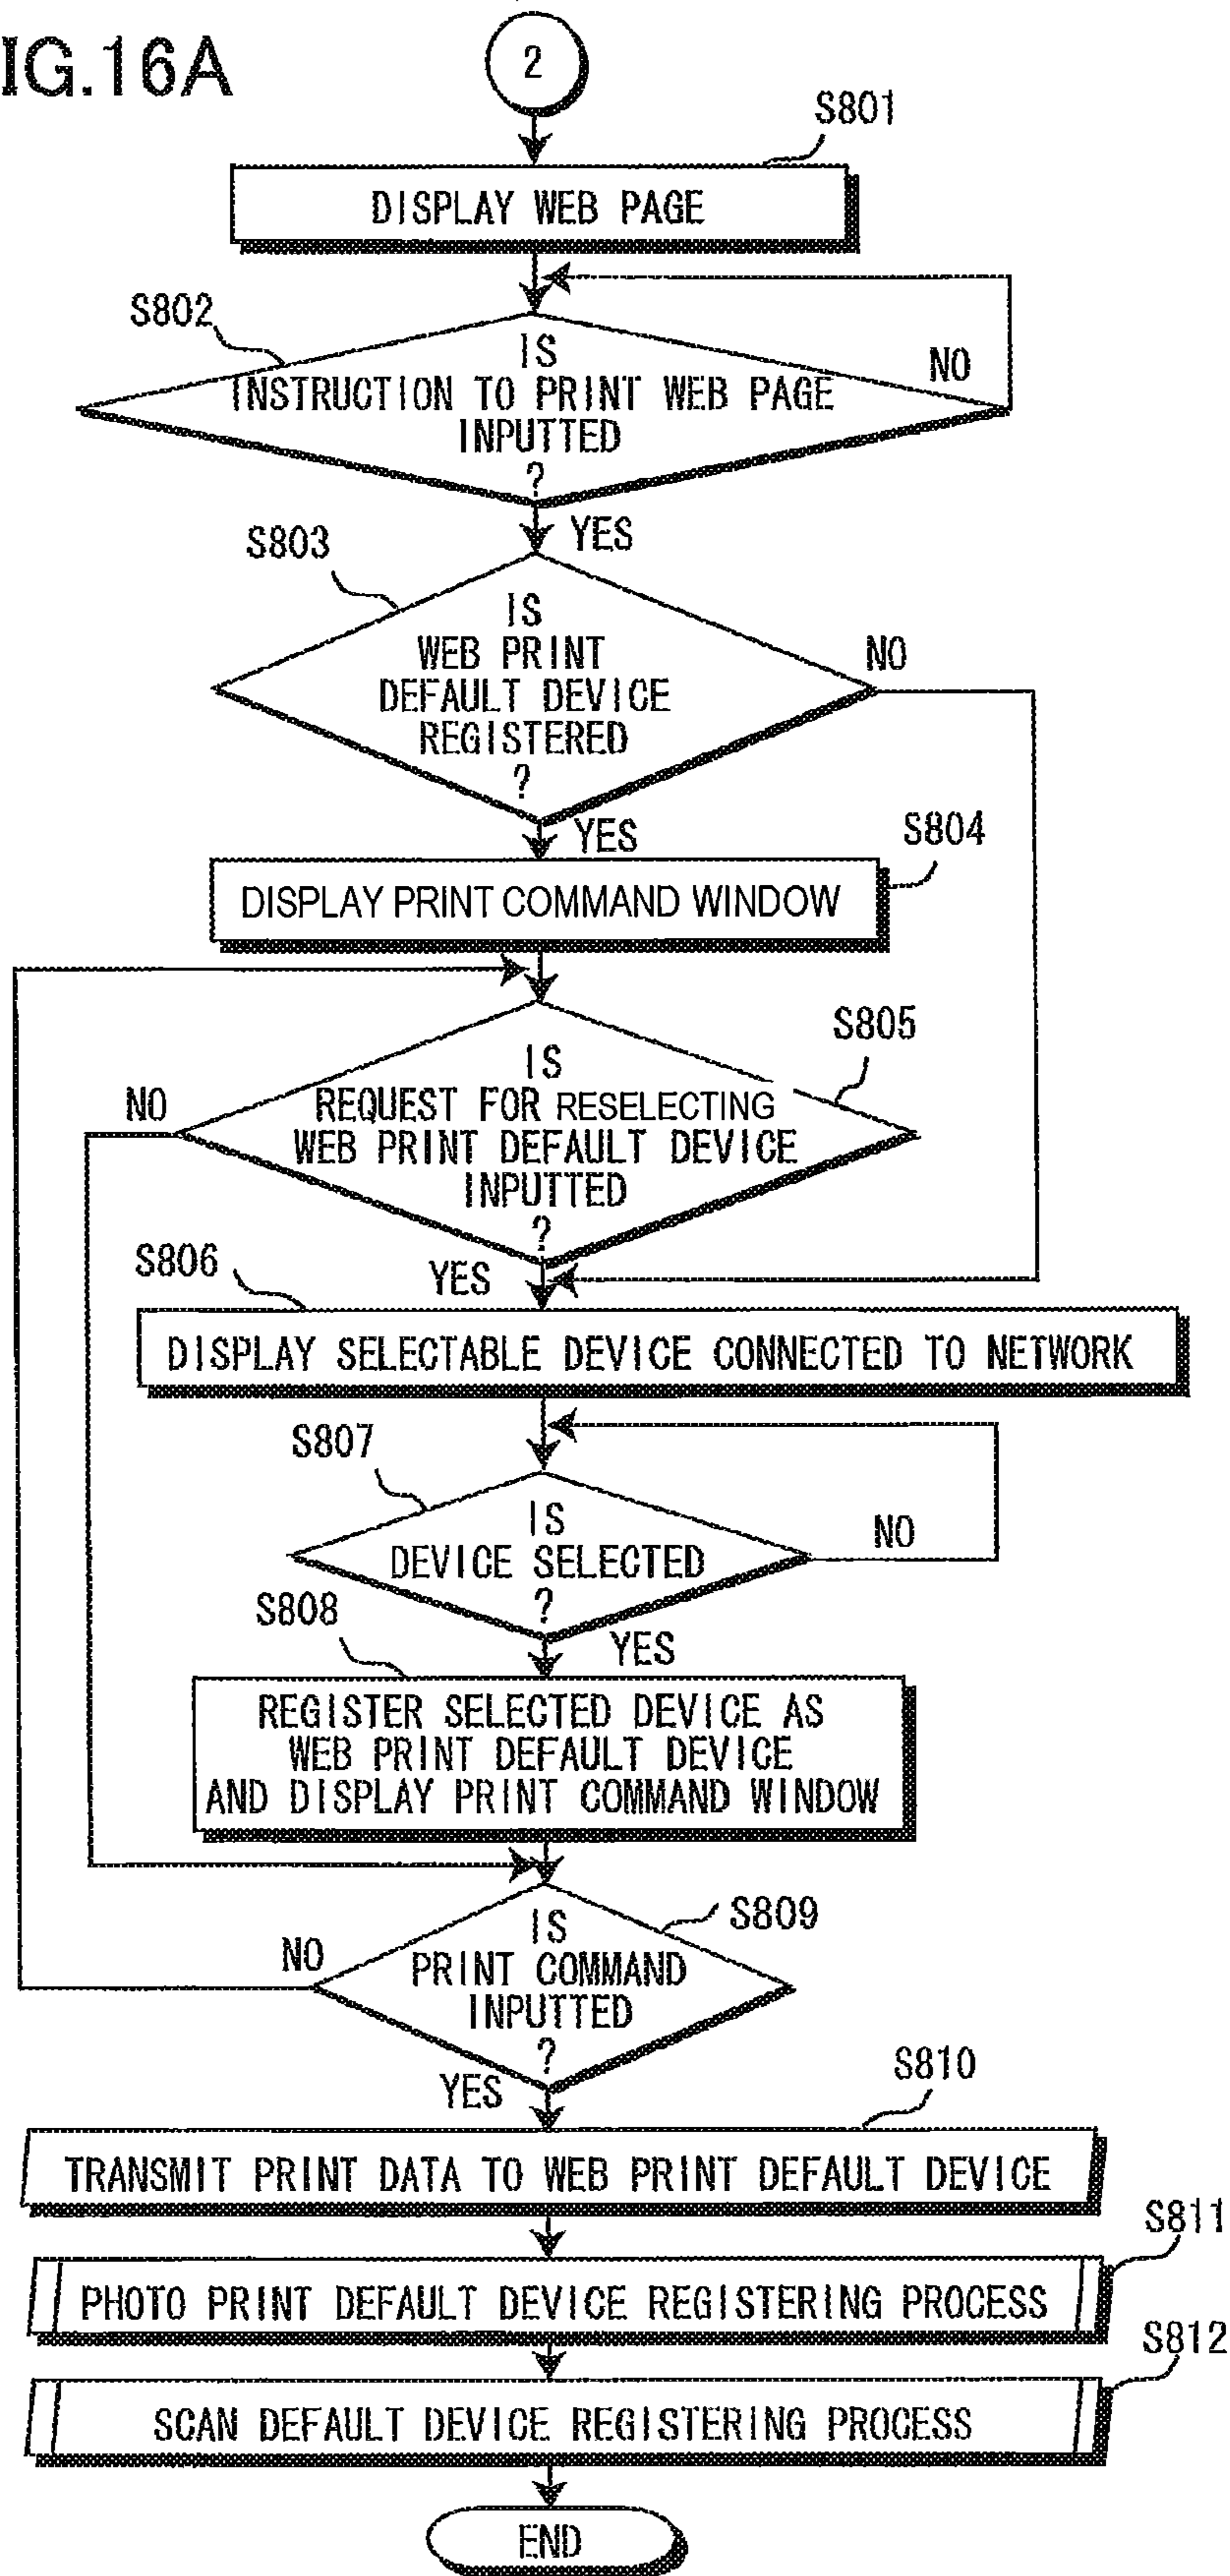 IG.16A
2
S801
DISPLAY WEB PAGE
S802
IS
INSTRUCTION TO PRINT WEB PAGE
INPUTTED
?
NO
YES
S803
IS
WEB PRINT
DEFAULT DEVICE
REGISTERED
?
NO
YES
S804
DISPLAY PRINT COMMAND WINDOW
S805
IS
REQUEST FOR RESELECTING
WEB PRINT DEFAULT DEVICE
INPUTTED
?
NO
YES
S806
DISPLAY SELECTABLE DEVICE CONNECTED TO NETWORK
S807
IS
DEVICE SELECTED
?
NO
YES
S808
REGISTER SELECTED DEVICE AS
WEB PRINT DEFAULT DEVICE
AND DISPLAY PRINT COMMAND WINDOW
S809
IS
PRINT COMMAND
INPUTTED
?
NO
YES
S810
TRANSMIT PRINT DATA TO WEB PRINT DEFAULT DEVICE
S811
PHOTO PRINT DEFAULT DEVICE REGISTERING PROCESS
S812
SCAN DEFAULT DEVICE REGISTERING PROCESS
END